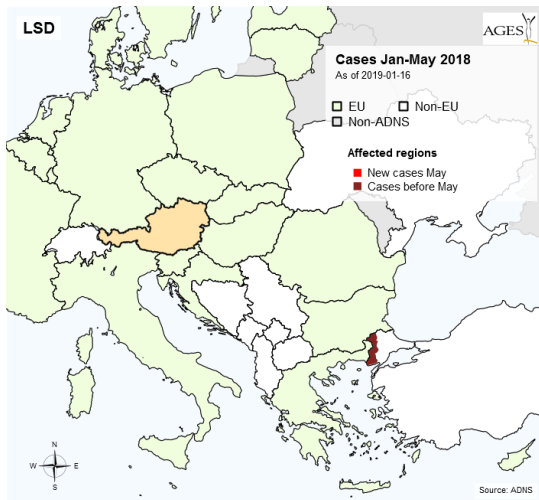 LSD
AGES
Cases Jan-May 2018
As of 2019-01-16
EU
Non-EU
Non-ADNS
Affected regions
New cases May
Cases before May
N
W
E
S
Source: ADNS